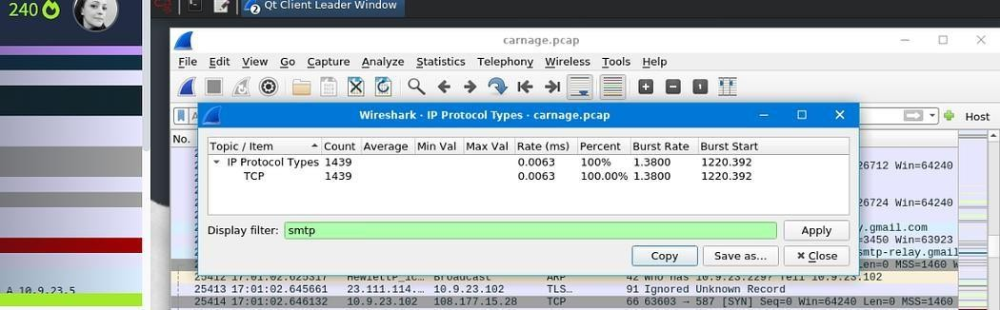 240
2 Qt Client Leader Window
carnage.pcap
File Edit View Go Capture Analyze Statistics Telephony Wireless Tools Help
Wireshark · IP Protocol Types · carnage.pcap
Host
No.
Topic / Item Count Average Min Val Max Val Rate (ms) Percent Burst Rate Burst Start
IP Protocol Types 1439 0.0063 100% 1.3800 1220.392
26712 Win=64240
TCP 1439 0.0063 100.00% 1.3800 1220.392
26724 Win=64240
Display filter: smtp Apply
.gmail.com
=3450 Win=63923
smtp-relay.gmail
Copy Save as... Close
Len=0 MSS=1460 W
25412 17:01:02.625317 HewlettP_1c... Broadcast ARP 42 Who has 10.9.23.229? Tell 10.9.23.102
25413 17:01:02.645661 23.111.114.... 10.9.23.102 TLS... 91 Ignored Unknown Record
A 10.9.23.5
25414 17:01:02.646132 10.9.23.102 108.177.15.28 TCP 66 63603 → 587 [SYN] Seq=0 Win=64240 Len=0 MSS=1460